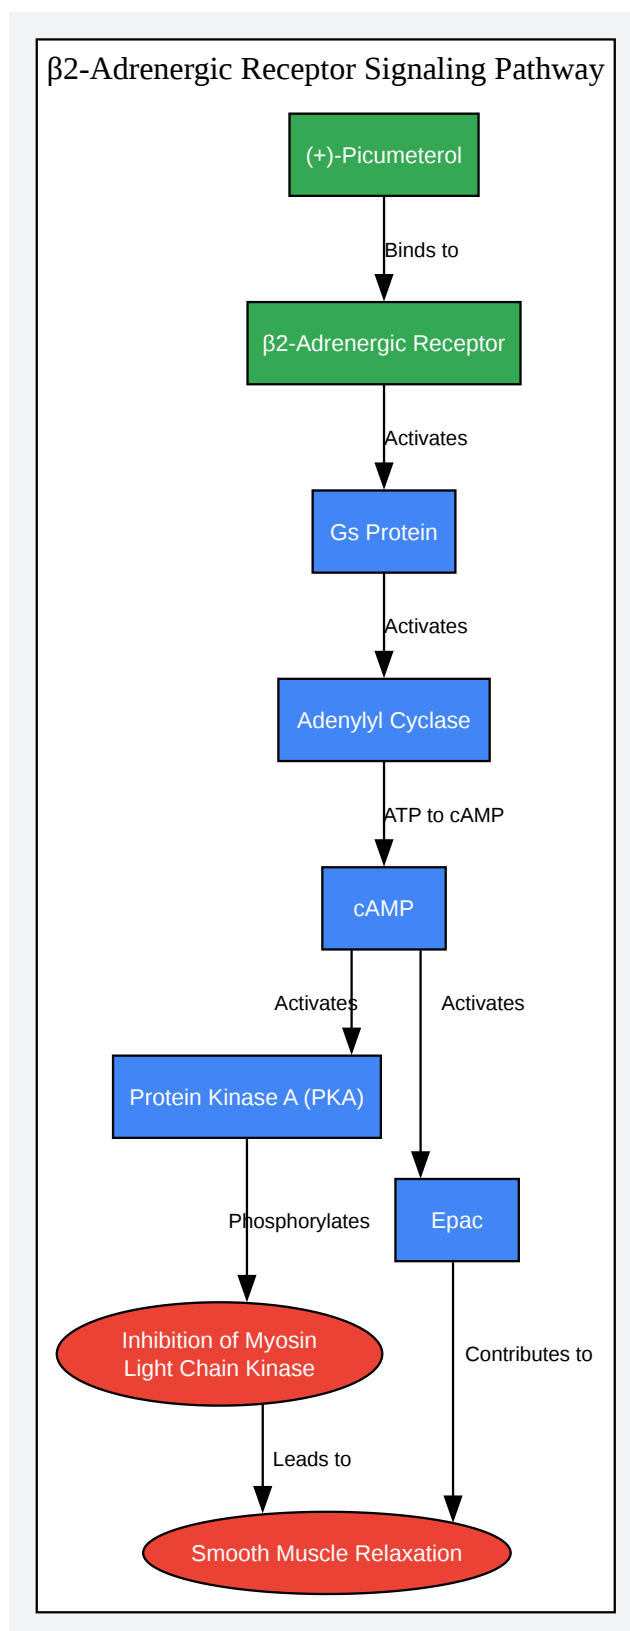 β2-Adrenergic Receptor Signaling Pathway
(+)-Picumeterol
Binds to
β2-Adrenergic Receptor
Activates
Gs Protein
Activates
Adenylyl Cyclase
ATP to cAMP
cAMP
Activates
Activates
Protein Kinase A (PKA)
Phosphorylates
Epac
Inhibition of Myosin
Light Chain Kinase
Contributes to
Leads to
Smooth Muscle Relaxation